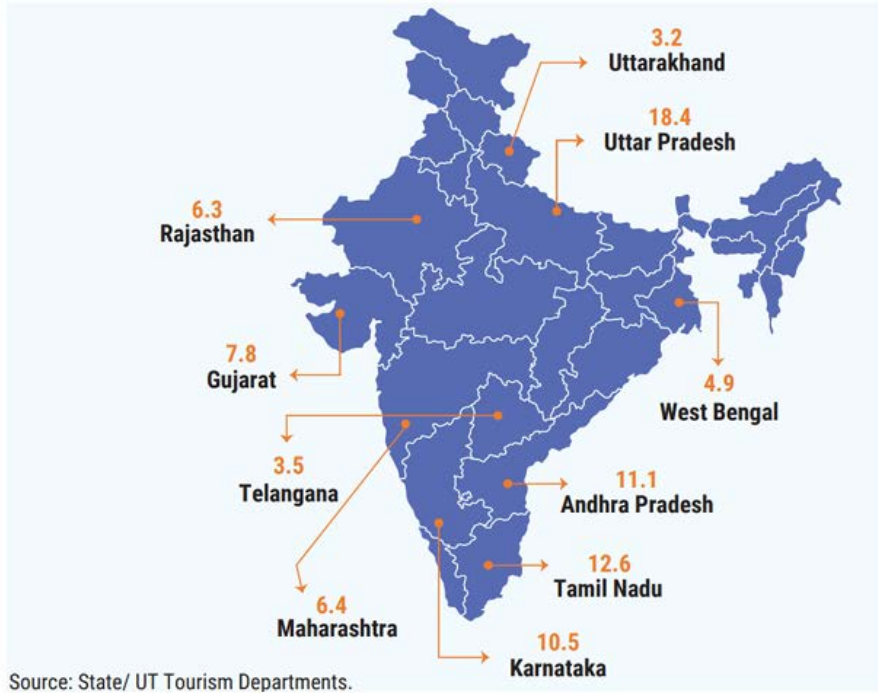 3.2
Uttarakhand
18.4
Uttar Pradesh
6.3
Rajasthan
7.8
Gujarat
4.9
West Bengal
3.5
Telangana
11.1
Andhra Pradesh
12.6
Tamil Nadu
6.4
Maharashtra
10.5
Karnataka
Source: State/ UT Tourism Departments.